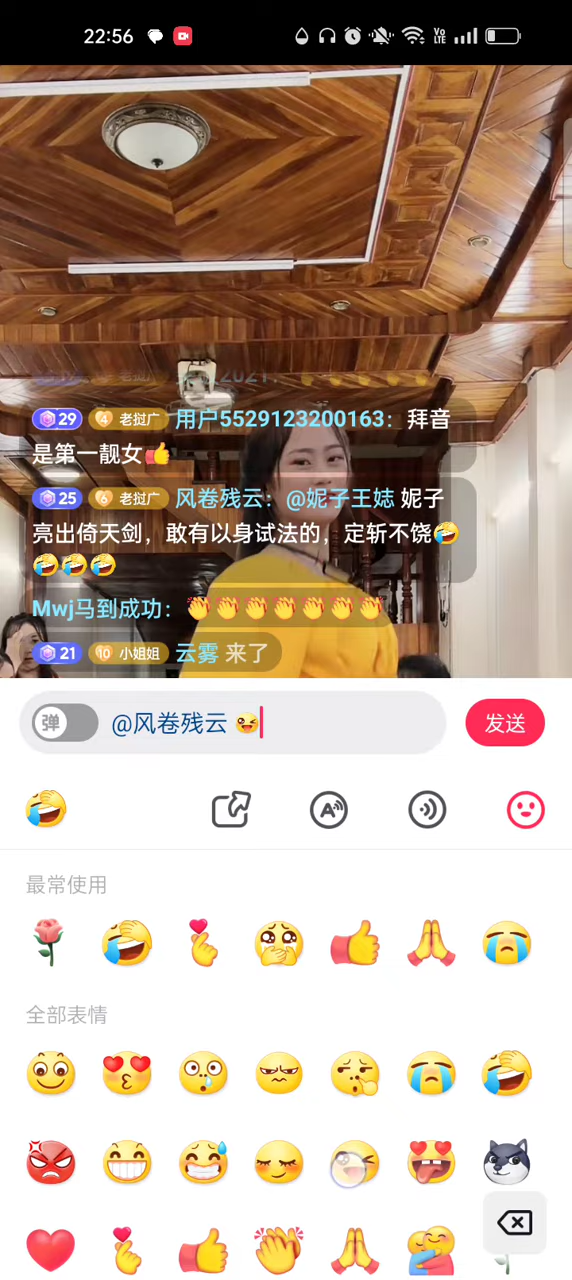 22:56
Vo
LTE
29 4 老挝广 用户5529123200163：拜音
是第一靓女👍
25 6 老挝广 风卷残云：@妮子王娡 妮子
亮出倚天剑，敢有以身试法的，定斩不饶🤣
🤣🤣🤣
Mwj马到成功：👏👏👏👏👏👏👏
21 10 小姐姐 云雾 来了
弹 @风卷残云 😆
发送
最常使用
全部表情